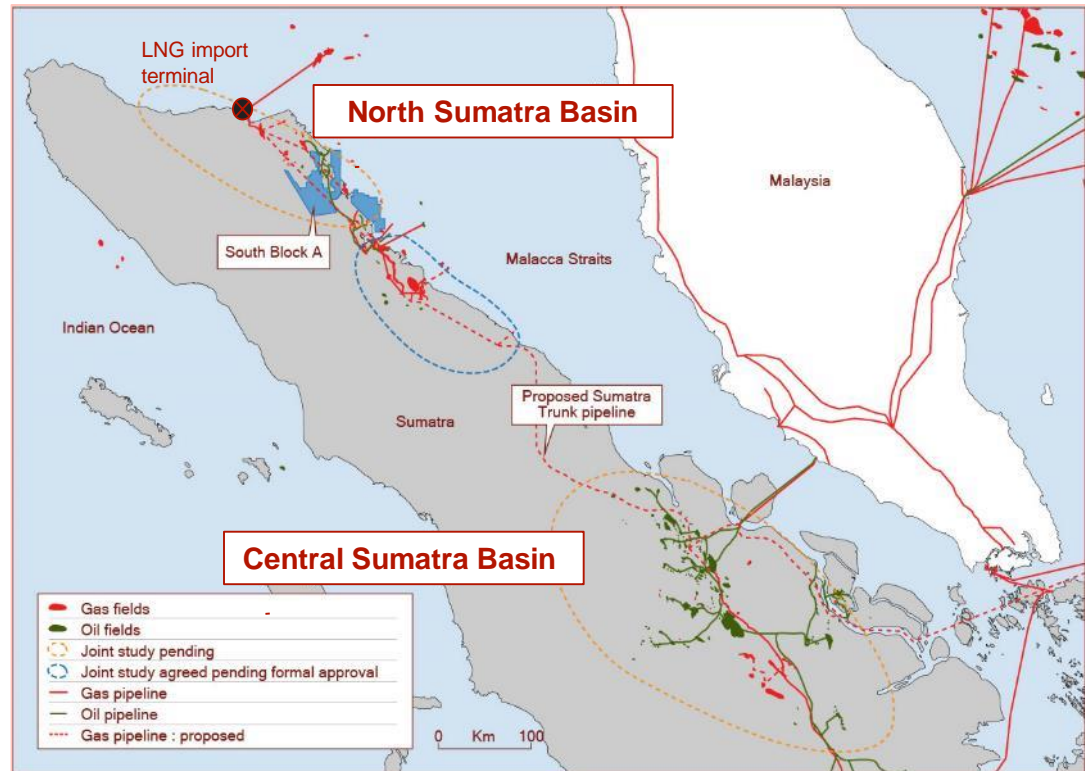 LNG import
terminal
North Sumatra Basin
Malaysia
South Block A
Malacca Straits
Indian Ocean
Proposed Sumatra
Trunk pipeline
Sumatra
Central Sumatra Basin
Gas fields
Oil fields
Joint study pending
Joint study agreed pending formal approval
Gas pipeline
Oil pipeline
Gas pipeline : proposed
0 Km 100